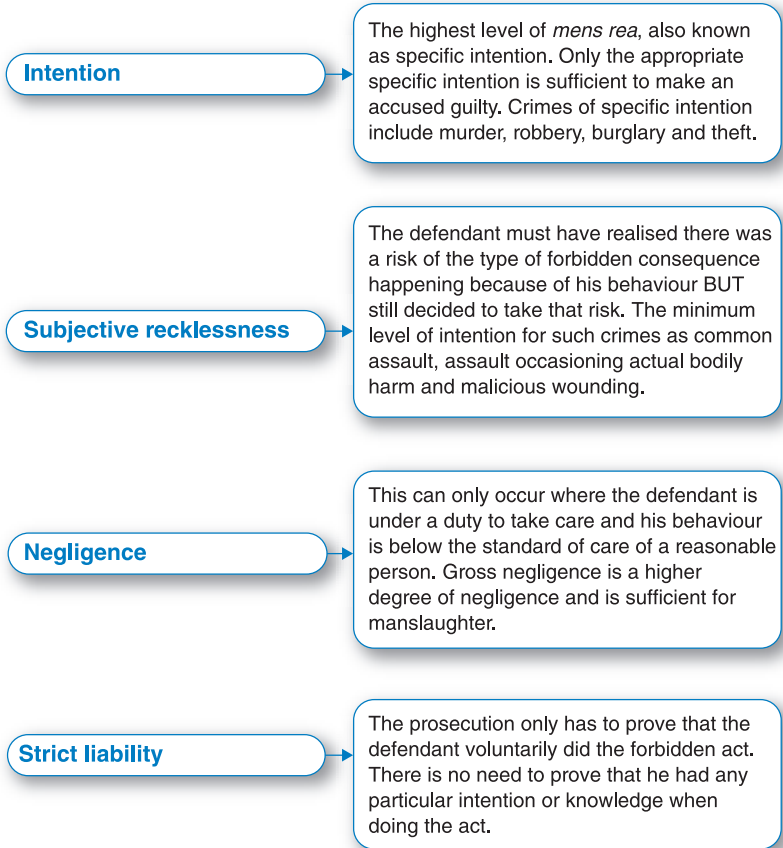 Intention
The highest level of mens rea, also known
as specific intention. Only the appropriate
specific intention is sufficient to make an
accused guilty. Crimes of specific intention
include murder, robbery, burglary and theft.
Subjective recklessness
The defendant must have realised there was
a risk of the type of forbidden consequence
happening because of his behaviour BUT
still decided to take that risk. The minimum
level of intention for such crimes as common
assault, assault occasioning actual bodily
harm and malicious wounding.
Negligence
This can only occur where the defendant is
under a duty to take care and his behaviour
is below the standard of care of a reasonable
person. Gross negligence is a higher
degree of negligence and is sufficient for
manslaughter.
Strict liability
The prosecution only has to prove that the
defendant voluntarily did the forbidden act.
There is no need to prove that he had any
particular intention or knowledge when
doing the act.